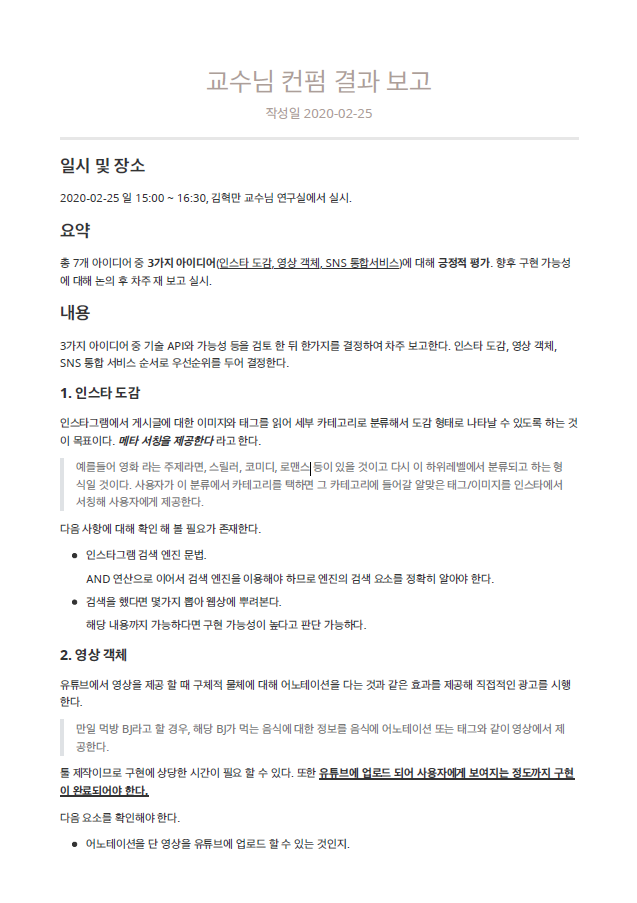 교수님 컨펌 결과 보고
작성일 2020-02-25
일시 및 장소
2020-02-25 일 15:00 ~ 16:30, 김혁만 교수님 연구실에서 실시.
요약
총 7개 아이디어 중 3가지 아이디어(인스타 도감, 영상 객체, SNS 통합서비스)에 대해 긍정적 평가. 향후 구현 가능성
에 대해 논의 후 차주 재 보고 실시.
내용
3가지 아이디어 중 기술 API와 가능성 등을 검토 한 뒤 한가지를 결정하여 차주 보고한다. 인스타 도감, 영상 객체,
SNS 통합 서비스 순서로 우선순위를 두어 결정한다.
1. 인스타 도감
인스타그램에서 게시글에 대한 이미지와 태그를 읽어 세부 카테고리로 분류해서 도감 형태로 나타날 수 있도록 하는 것
이 목표이다. 메타 서칭을 제공한다 라고 한다.
예를들어 영화 라는 주제라면, 스릴러, 코미디, 로맨스 등이 있을 것이고 다시 이 하위레벨에서 분류되고 하는 형
식일 것이다. 사용자가 이 분류에서 카테고리를 택하면 그 카테고리에 들어갈 알맞은 태그/이미지를 인스타에서
서칭해 사용자에게 제공한다.
다음 사항에 대해 확인 해 볼 필요가 존재한다.
• 인스타그램 검색 엔진 문법.
AND 연산으로 이어서 검색 엔진을 이용해야 하므로 엔진의 검색 요소를 정확히 알아야 한다.
• 검색을 했다면 몇가지 뽑아 웹상에 뿌려본다.
해당 내용까지 가능하다면 구현 가능성이 높다고 판단 가능하다.
2. 영상 객체
유튜브에서 영상을 제공 할 때 구체적 물체에 대해 어노테이션을 다는 것과 같은 효과를 제공해 직접적인 광고를 시행
한다.
만일 먹방 BJ라고 할 경우, 해당 BJ가 먹는 음식에 대한 정보를 음식에 어노테이션 또는 태그와 같이 영상에서 제
공한다.
툴 제작이므로 구현에 상당한 시간이 필요 할 수 있다. 또한 유튜브에 업로드 되어 사용자에게 보여지는 정도까지 구현
이 완료되어야 한다.
다음 요소를 확인해야 한다.
• 어노테이션을 단 영상을 유튜브에 업로드 할 수 있는 것인지.